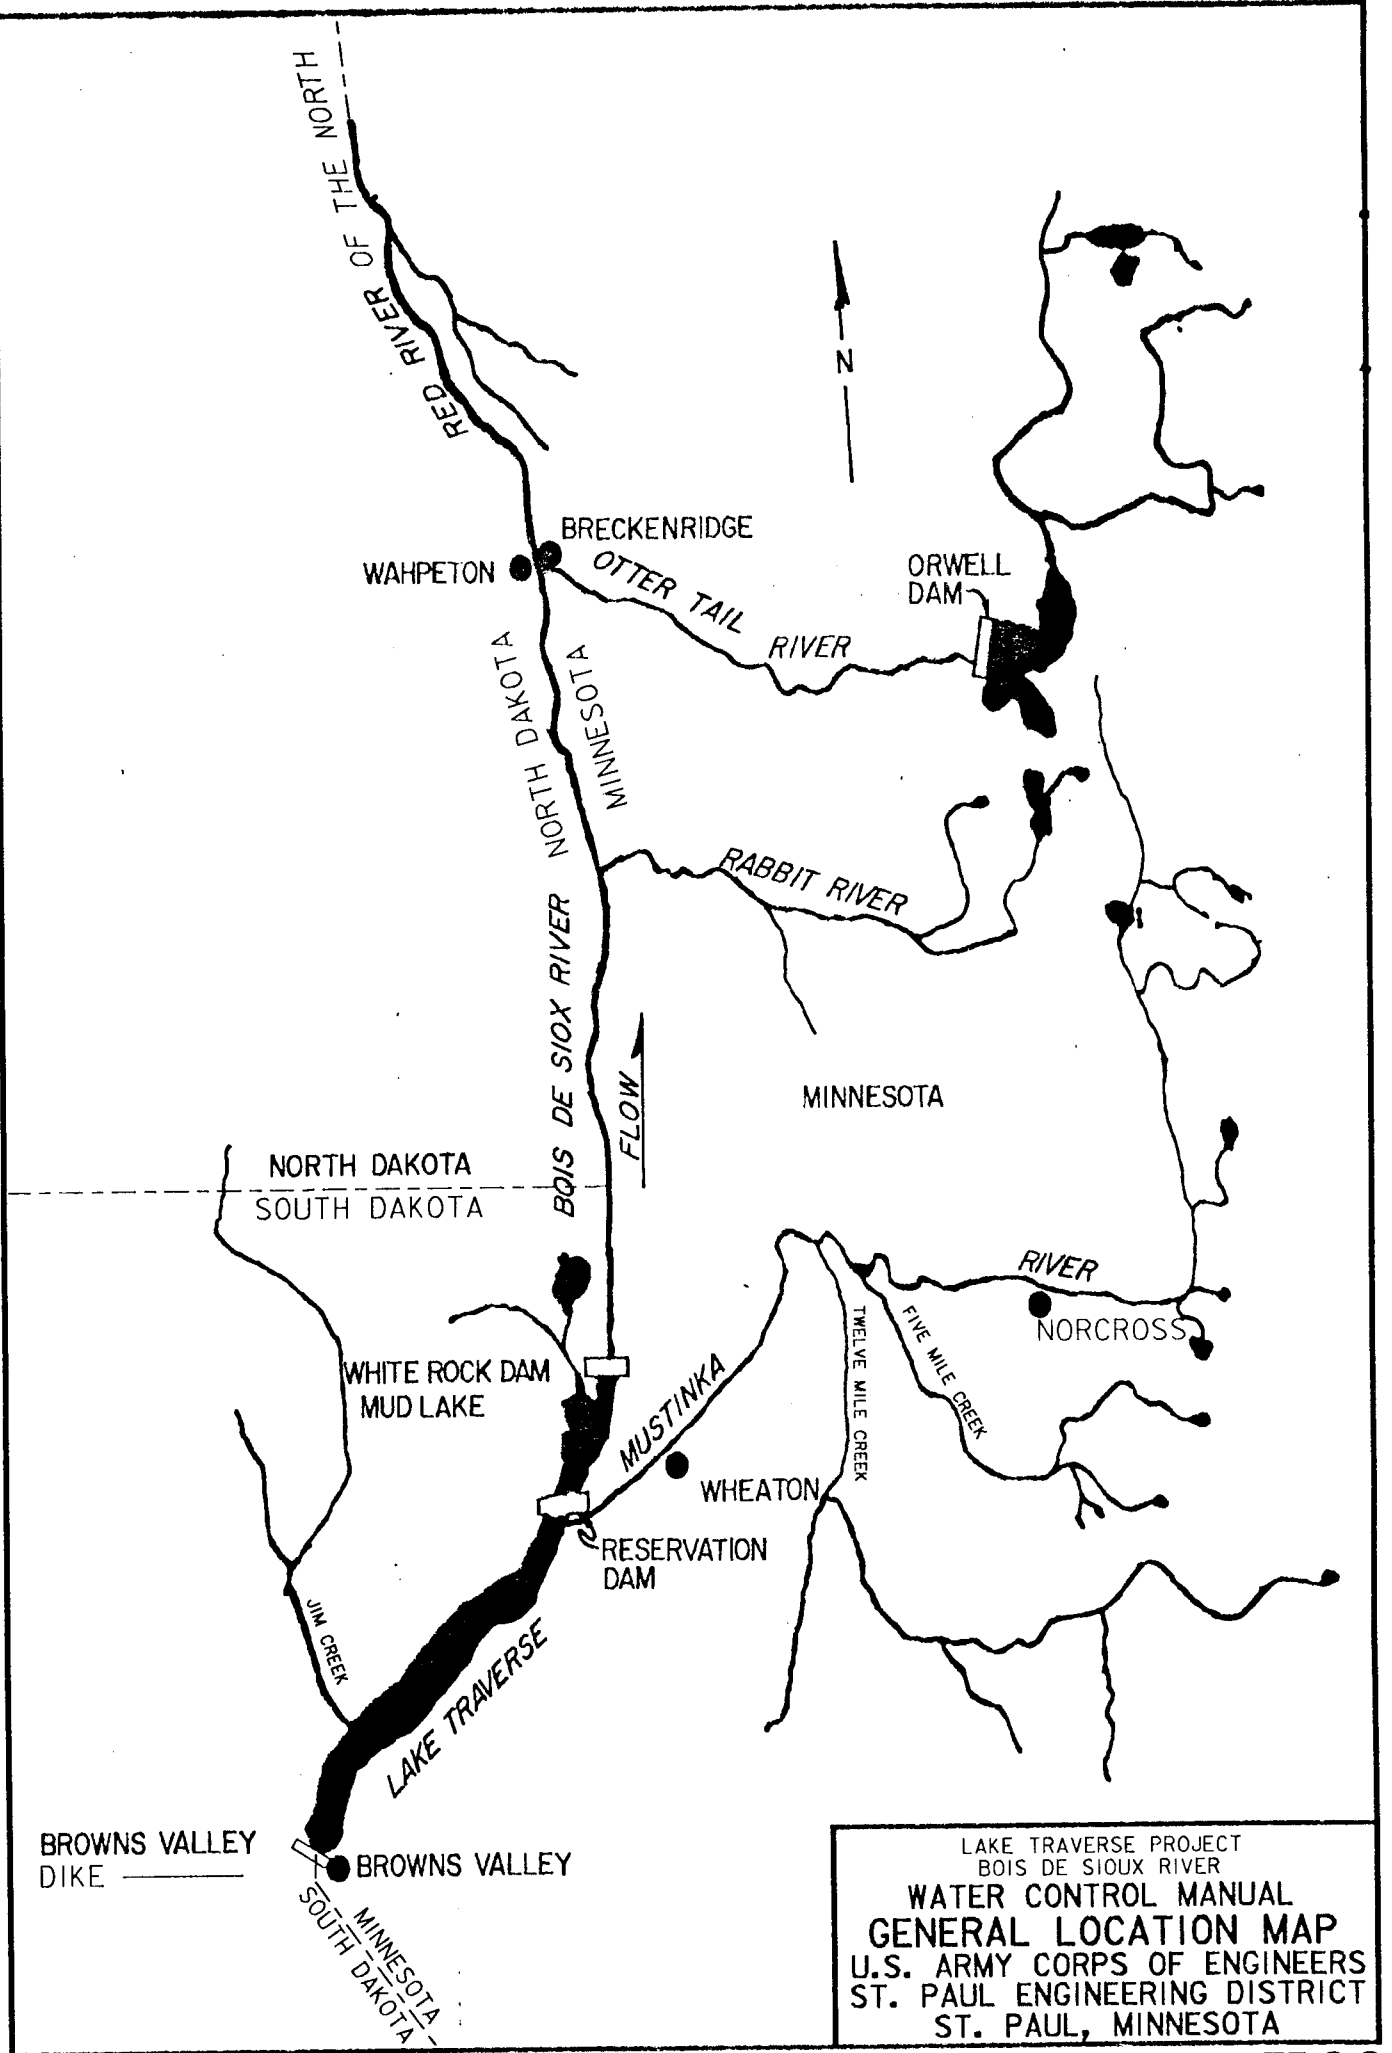 RED RIVER OF THE NORTH
N
BRECKENRIDGE
WAHPETON
OTTER TAIL RIVER
ORWELL
DAM
NORTH DAKOTA
MINNESOTA
NORTH DAKOTA
MINNESOTA
RABBIT RIVER
BOIS DE SIOX RIVER
FLOW
MINNESOTA
NORTH DAKOTA
SOUTH DAKOTA
RIVER
NORCROSS
TWELVE MILE CREEK
FIVE MILE CREEK
WHITE ROCK DAM
MUD LAKE
MUSTINKA
WHEATON
RESERVATION
DAM
JIM CREEK
LAKE TRAVERSE
BROWNS VALLEY
DIKE
BROWNS VALLEY
MINNESOTA
SOUTH DAKOTA
LAKE TRAVERSE PROJECT
BOIS DE SIOUX RIVER
WATER CONTROL MANUAL
GENERAL LOCATION MAP
U.S. ARMY CORPS OF ENGINEERS
ST. PAUL ENGINEERING DISTRICT
ST. PAUL, MINNESOTA